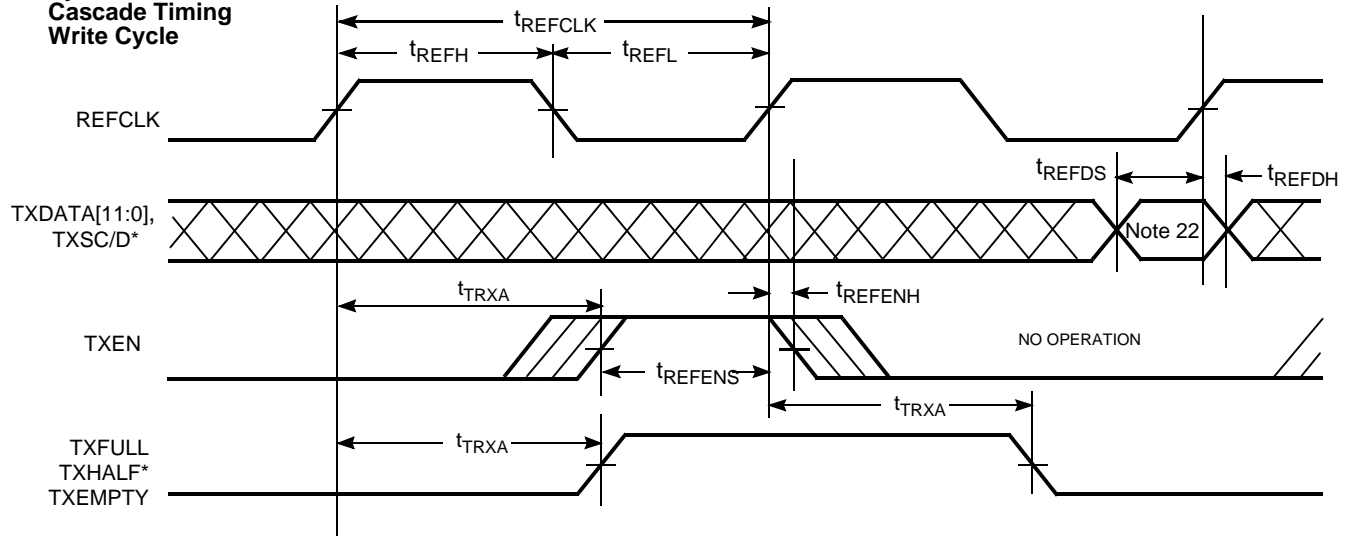 Cascade Timing
Write Cycle
tREFCLK
tREFH
tREFL
REFCLK
tREFDS
tREFDH
TXDATA[11:0],
TXSC/D*
Note 22
tTRXA
tREFENH
TXEN
NO OPERATION
tREFENS
tTRXA
tTRXA
TXFULL
TXHALF*
TXEMPTY